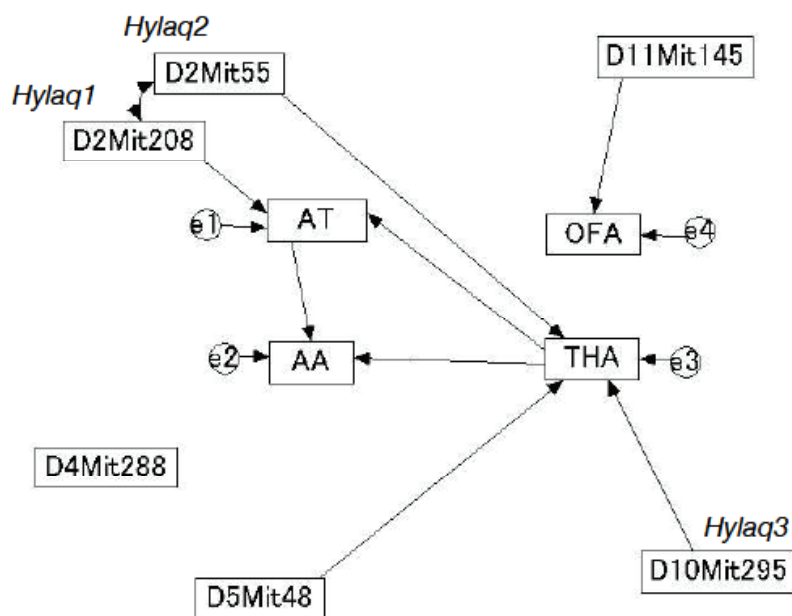 Hylaq2
D2Mit55
D11Mit145
Hylaq1
D2Mit208
e1
AT
OFA
e4
e2
AA
THA
e3
D4Mit288
Hylaq3
D10Mit295
D5Mit48